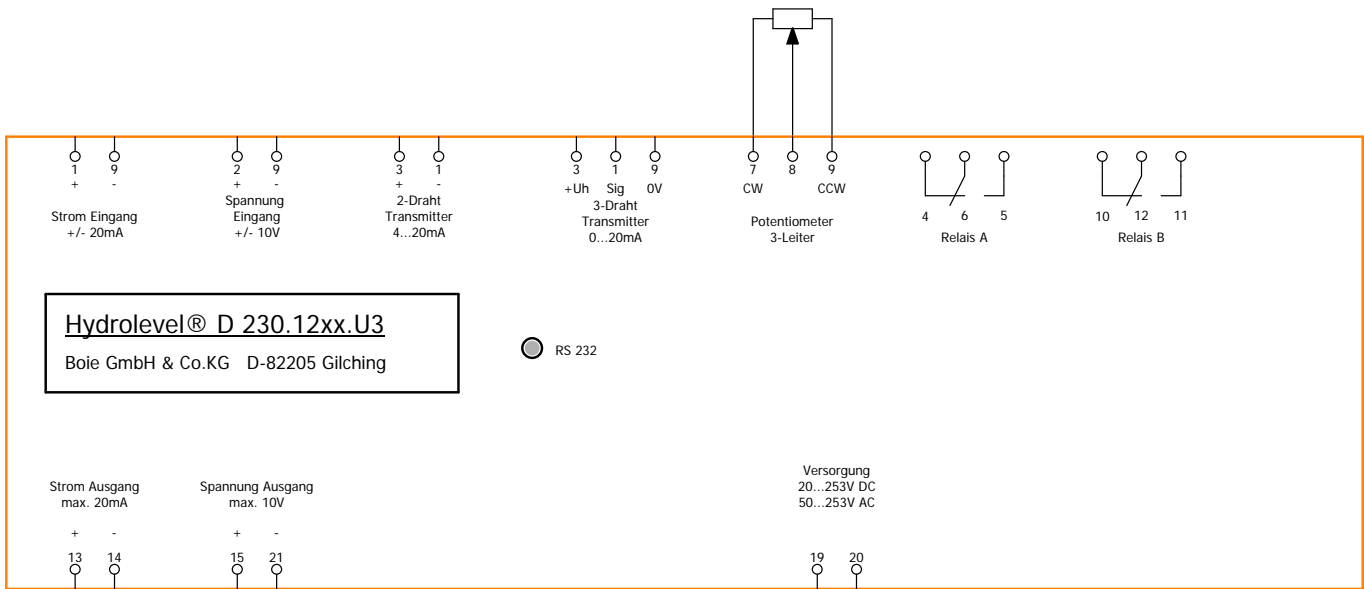 1 9
+ -
Strom Eingang
+/- 20mA
2 9
+ -
Spannung
Eingang
+/- 10V
3 1
+ -
2-Draht
Transmitter
4...20mA
3 1 9
+Uh Sig 0V
3-Draht
Transmitter
0...20mA
7 8 9
CW CCW
Potentiometer
3-Leiter
4 6 5
Relais A
10 12 11
Relais B
Hydrolevel® D 230.12xx.U3
Boie GmbH & Co.KG D-82205 Gilching
RS 232
Strom Ausgang
max. 20mA
+ -
13 14
Spannung Ausgang
max. 10V
+ -
15 21
Versorgung
20...253V DC
50...253V AC
19 20